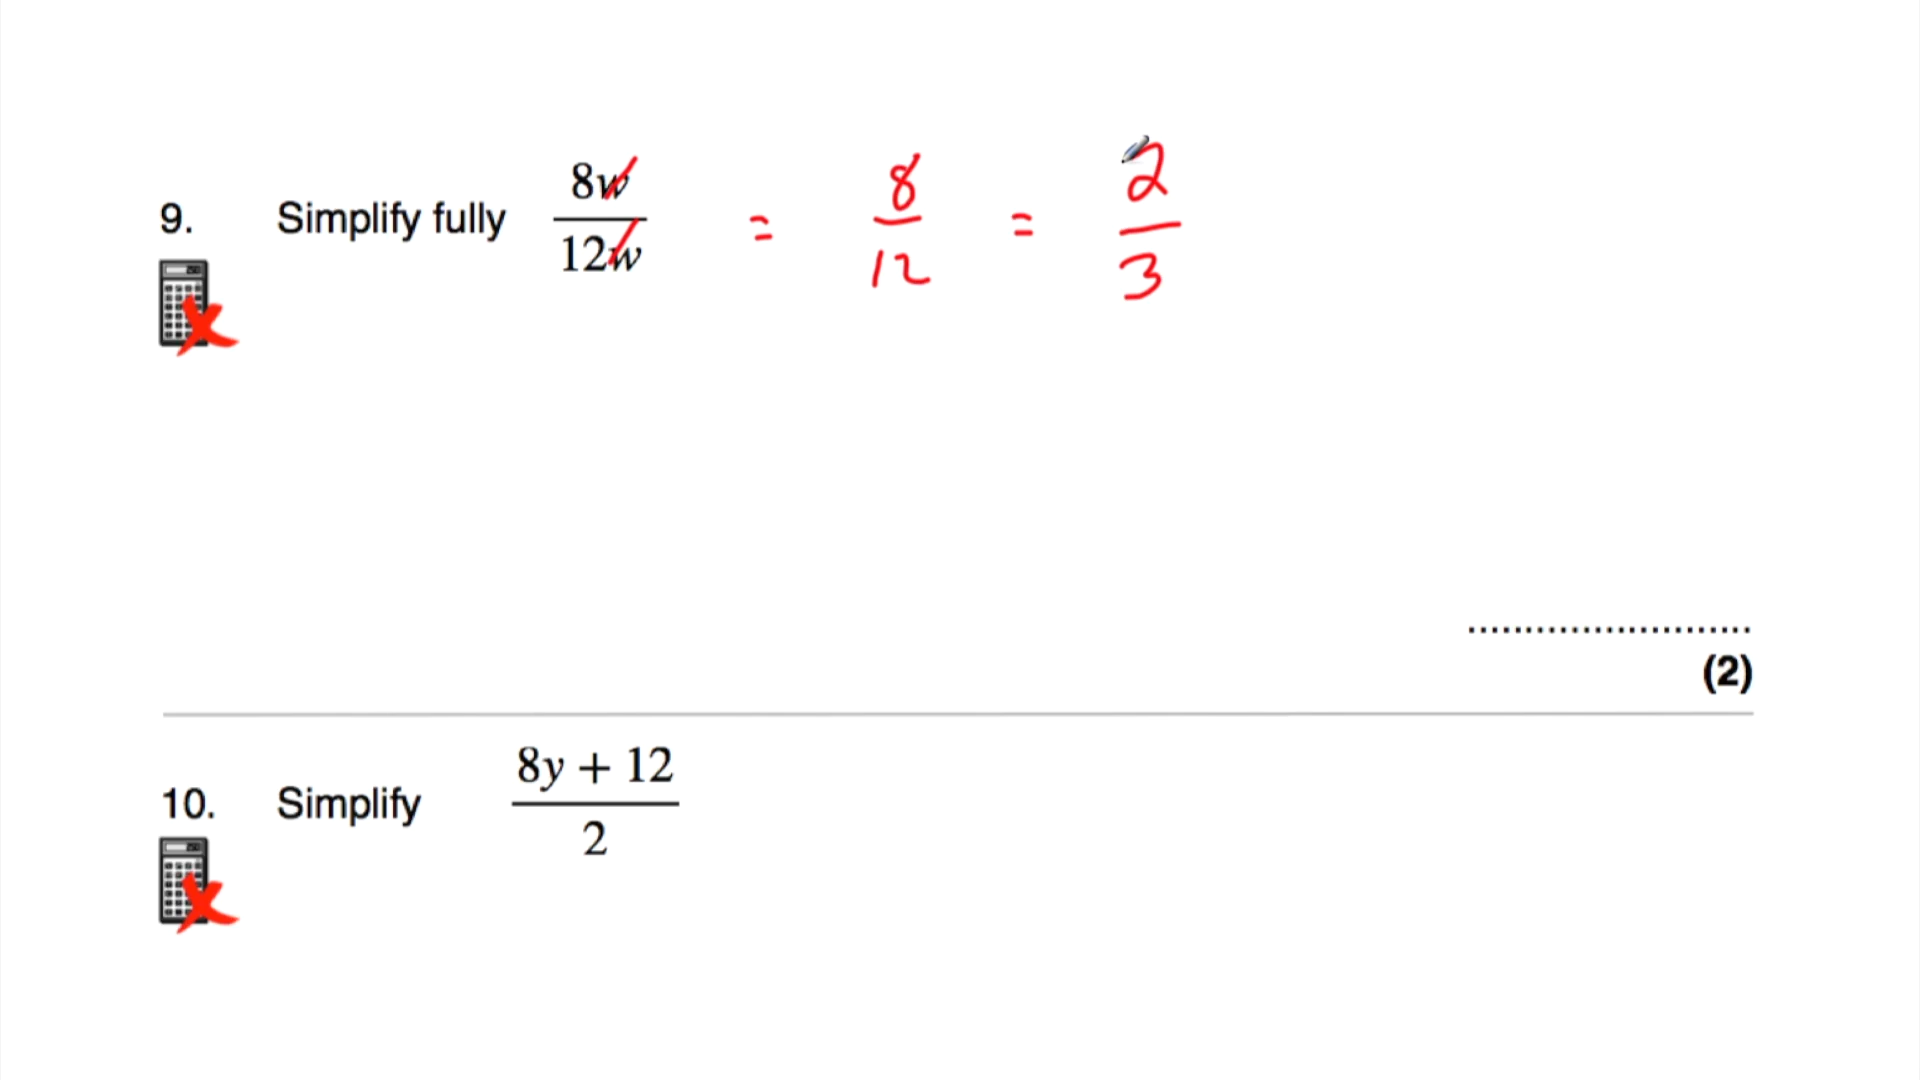 9. Simplify fully 8w/12w = 8/12 = 2/3
..........................
(2)
10. Simplify 8y + 12/2